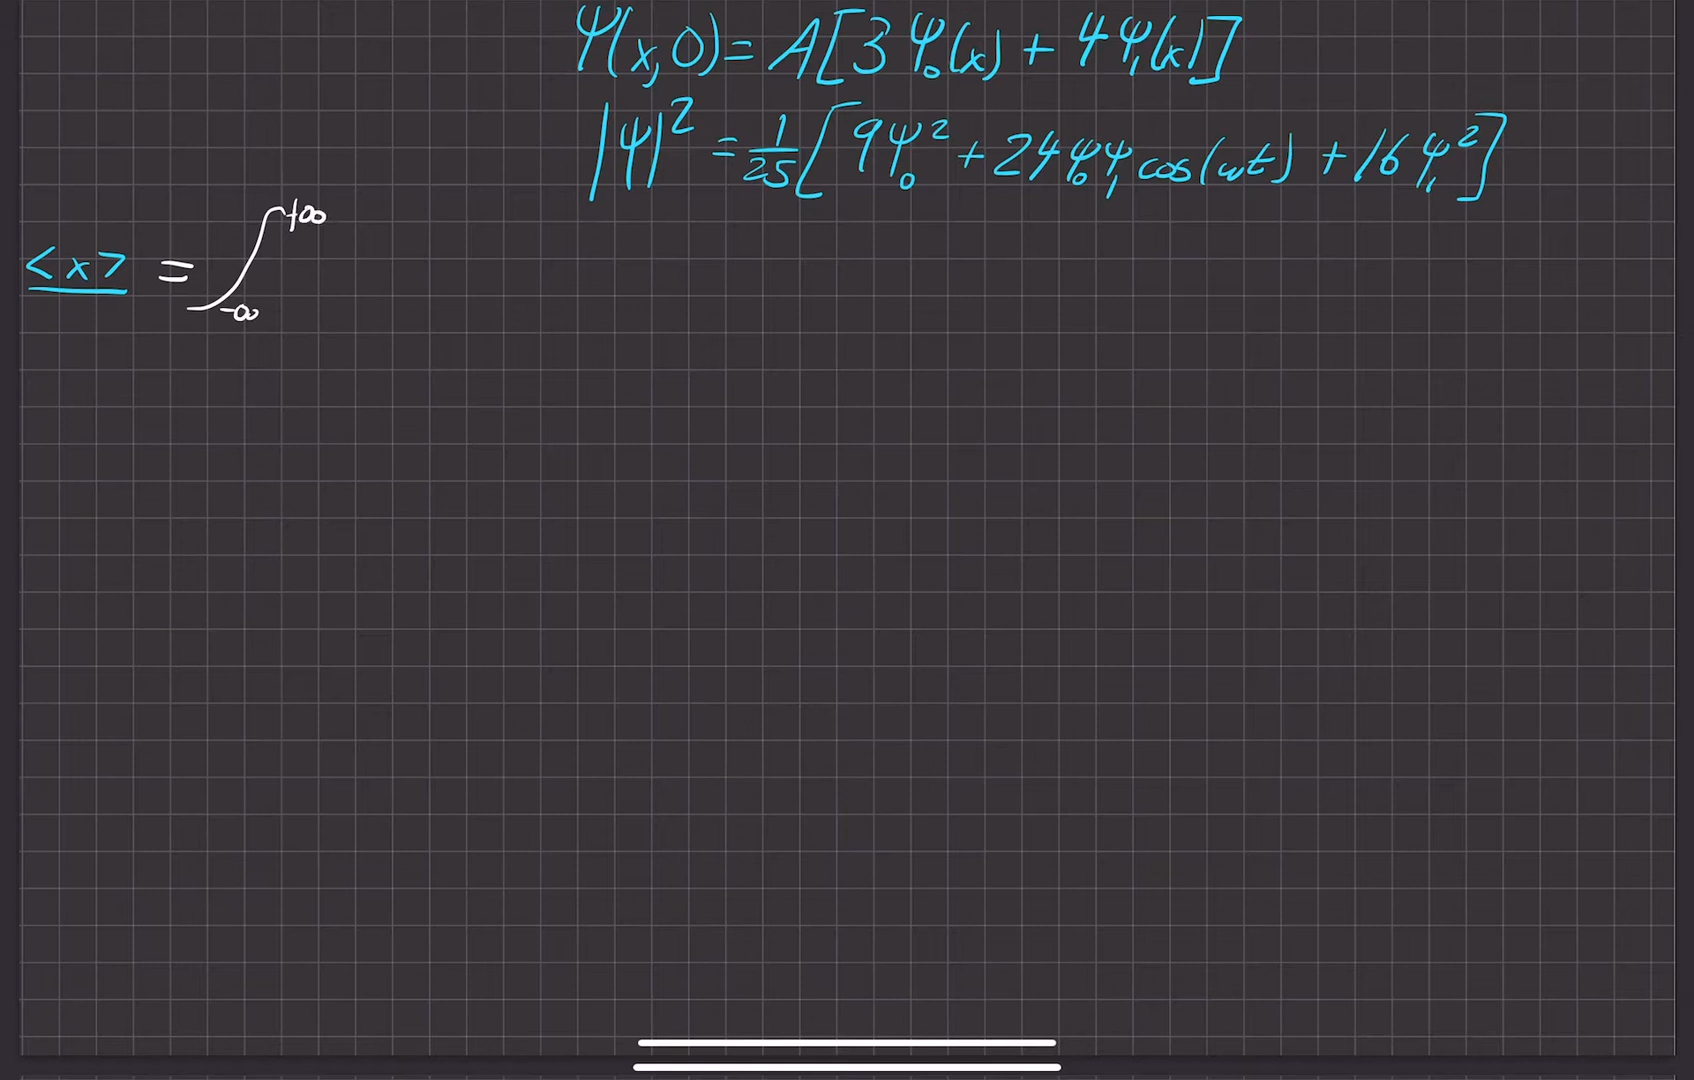 Ψ(x,0) = A[3ψ₀(x) + 4ψ₁(x)]
|Ψ|² = 1/25 [9ψ₀² + 24ψ₀ψ₁cos(ωt) + 16ψ₁²]
<x> = ∫₋∞⁺∞